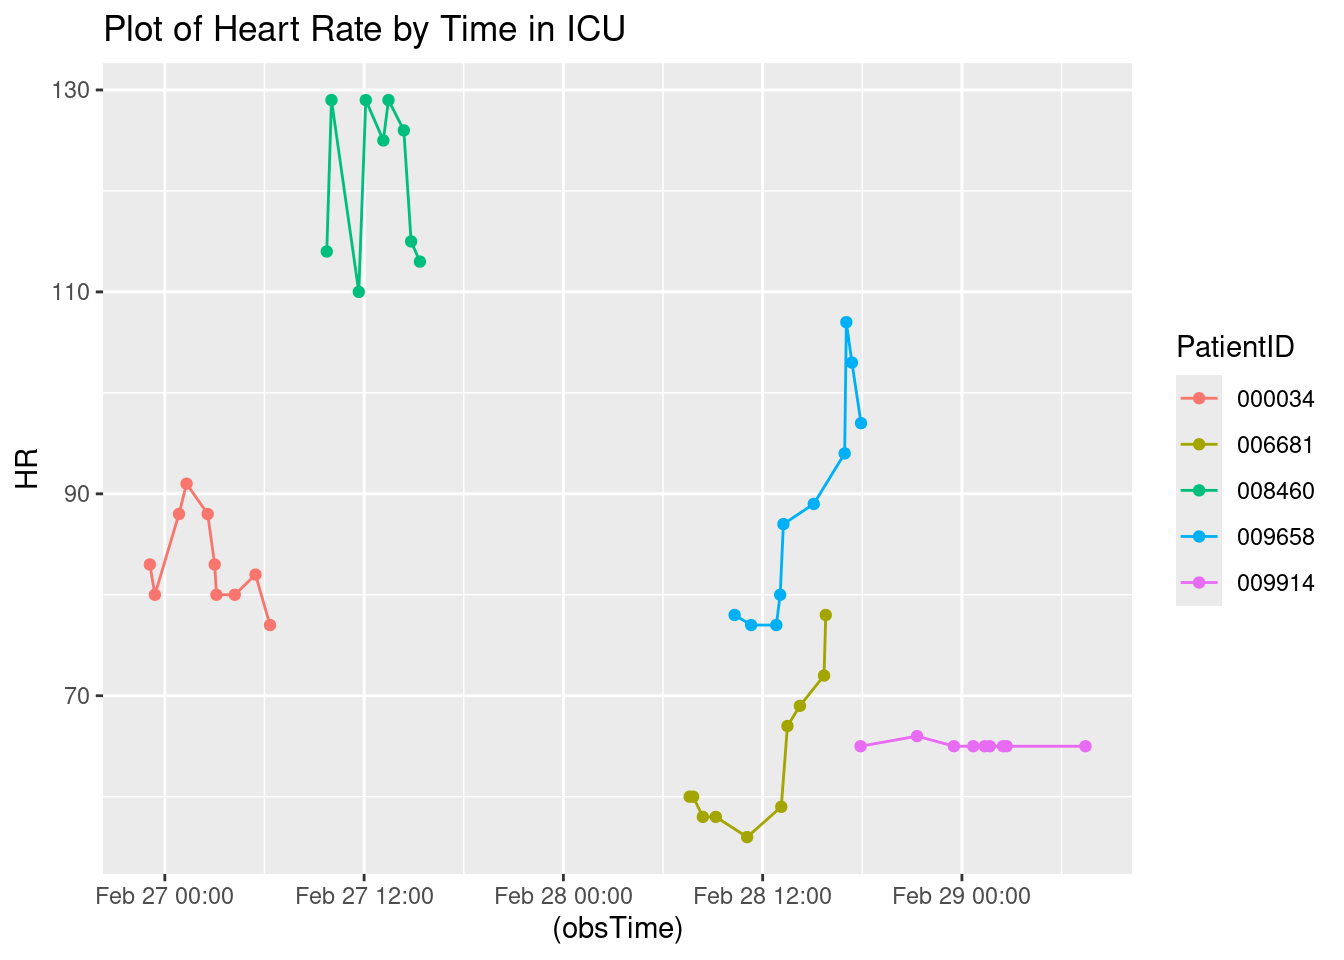 Plot of Heart Rate by Time in ICU
130
110
90
70
HR
Feb 27 00:00
Feb 27 12:00
Feb 28 00:00
Feb 28 12:00
Feb 29 00:00
(obsTime)
PatientID
000034
006681
008460
009658
009914